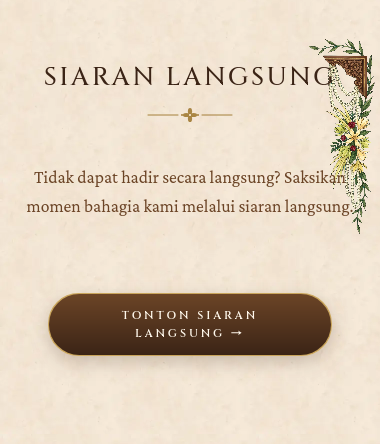 SIARAN LANGSUNG
Tidak dapat hadir secara langsung? Saksikan
momen bahagia kami melalui siaran langsung.
TONTON SIARAN
LANGSUNG →